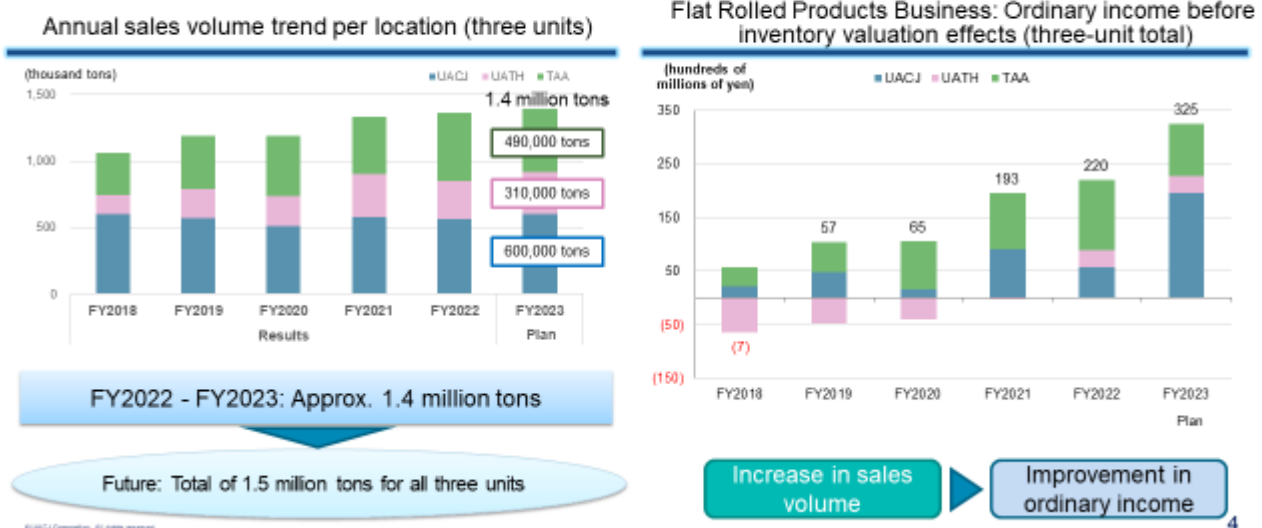 Annual sales volume trend per location (three units)
(thousand tons)
UACJ UATH TAA
1.4 million tons
1,500
1,000
500
0
490,000 tons
310,000 tons
600,000 tons
FY2018 FY2019 FY2020 FY2021 FY2022 FY2023
Results Plan
FY2022 - FY2023: Approx. 1.4 million tons
Future: Total of 1.5 million tons for all three units
Flat Rolled Products Business: Ordinary income before
inventory valuation effects (three-unit total)
(hundreds of
millions of yen)
UACJ UATH TAA
350
250
150
50
(50)
(150)
(7)
57
65
193
220
325
FY2018 FY2019 FY2020 FY2021 FY2022 FY2023
Plan
Increase in sales
volume
Improvement in
ordinary income
4